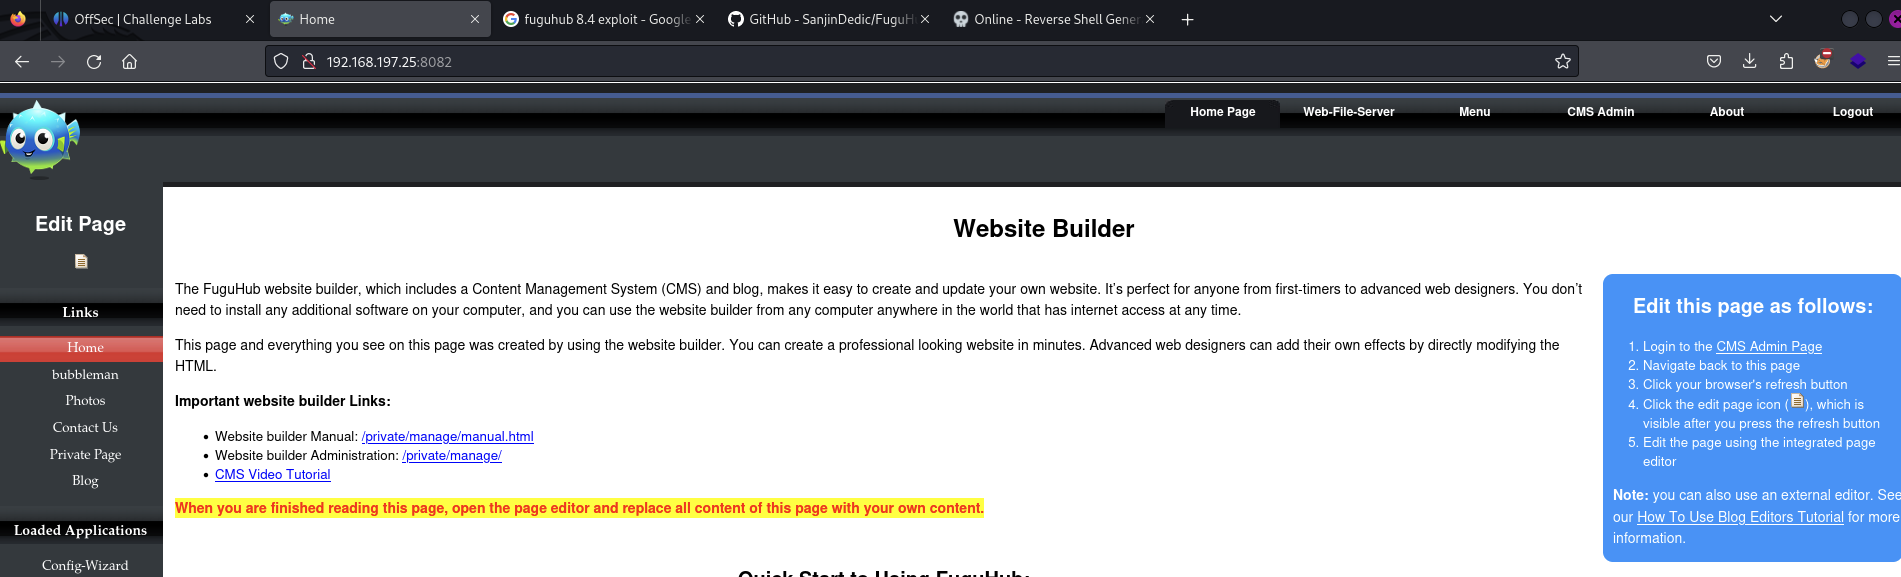 OffSec | Challenge Labs
Home
fuguhub 8.4 exploit - Google
GitHub - SanjinDedic/FuguH
Online - Reverse Shell Gener
192.168.197.25:8082
Home Page
Web-File-Server
Menu
CMS Admin
About
Logout
Edit Page
Links
Home
bubbleman
Photos
Contact Us
Private Page
Blog
Loaded Applications
Config-Wizard
Website Builder
The FuguHub website builder, which includes a Content Management System (CMS) and blog, makes it easy to create and update your own website. It’s perfect for anyone from first-timers to advanced web designers. You don’t
need to install any additional software on your computer, and you can use the website builder from any computer anywhere in the world that has internet access at any time.
This page and everything you see on this page was created by using the website builder. You can create a professional looking website in minutes. Advanced web designers can add their own effects by directly modifying the
HTML.
Important website builder Links:
• Website builder Manual: /private/manage/manual.html
• Website builder Administration: /private/manage/
• CMS Video Tutorial
When you are finished reading this page, open the page editor and replace all content of this page with your own content.
Quick Start to Using FuguHub:
Edit this page as follows:
1. Login to the CMS Admin Page
2. Navigate back to this page
3. Click your browser's refresh button
4. Click the edit page icon ( ), which is
visible after you press the refresh button
5. Edit the page using the integrated page
editor
Note: you can also use an external editor. See
our How To Use Blog Editors Tutorial for more
information.